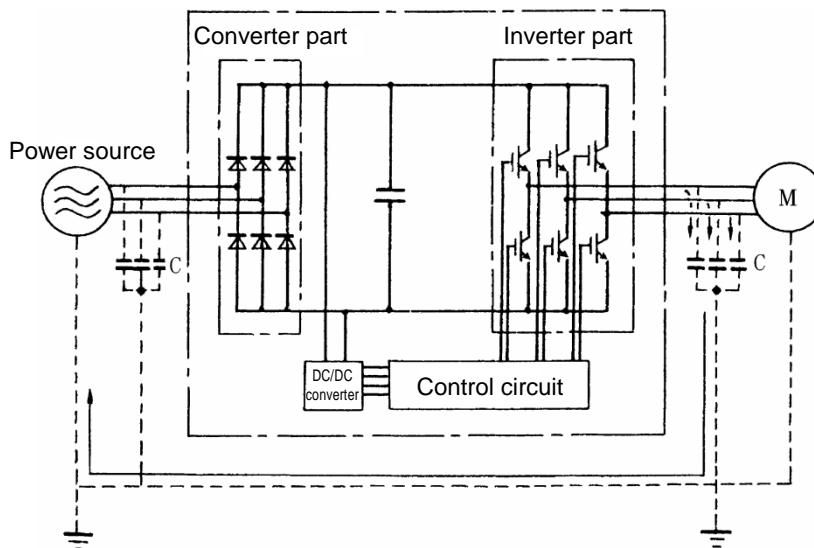 Converter part
Inverter part
Power source
M
C
C
DC/DC
converter
Control circuit